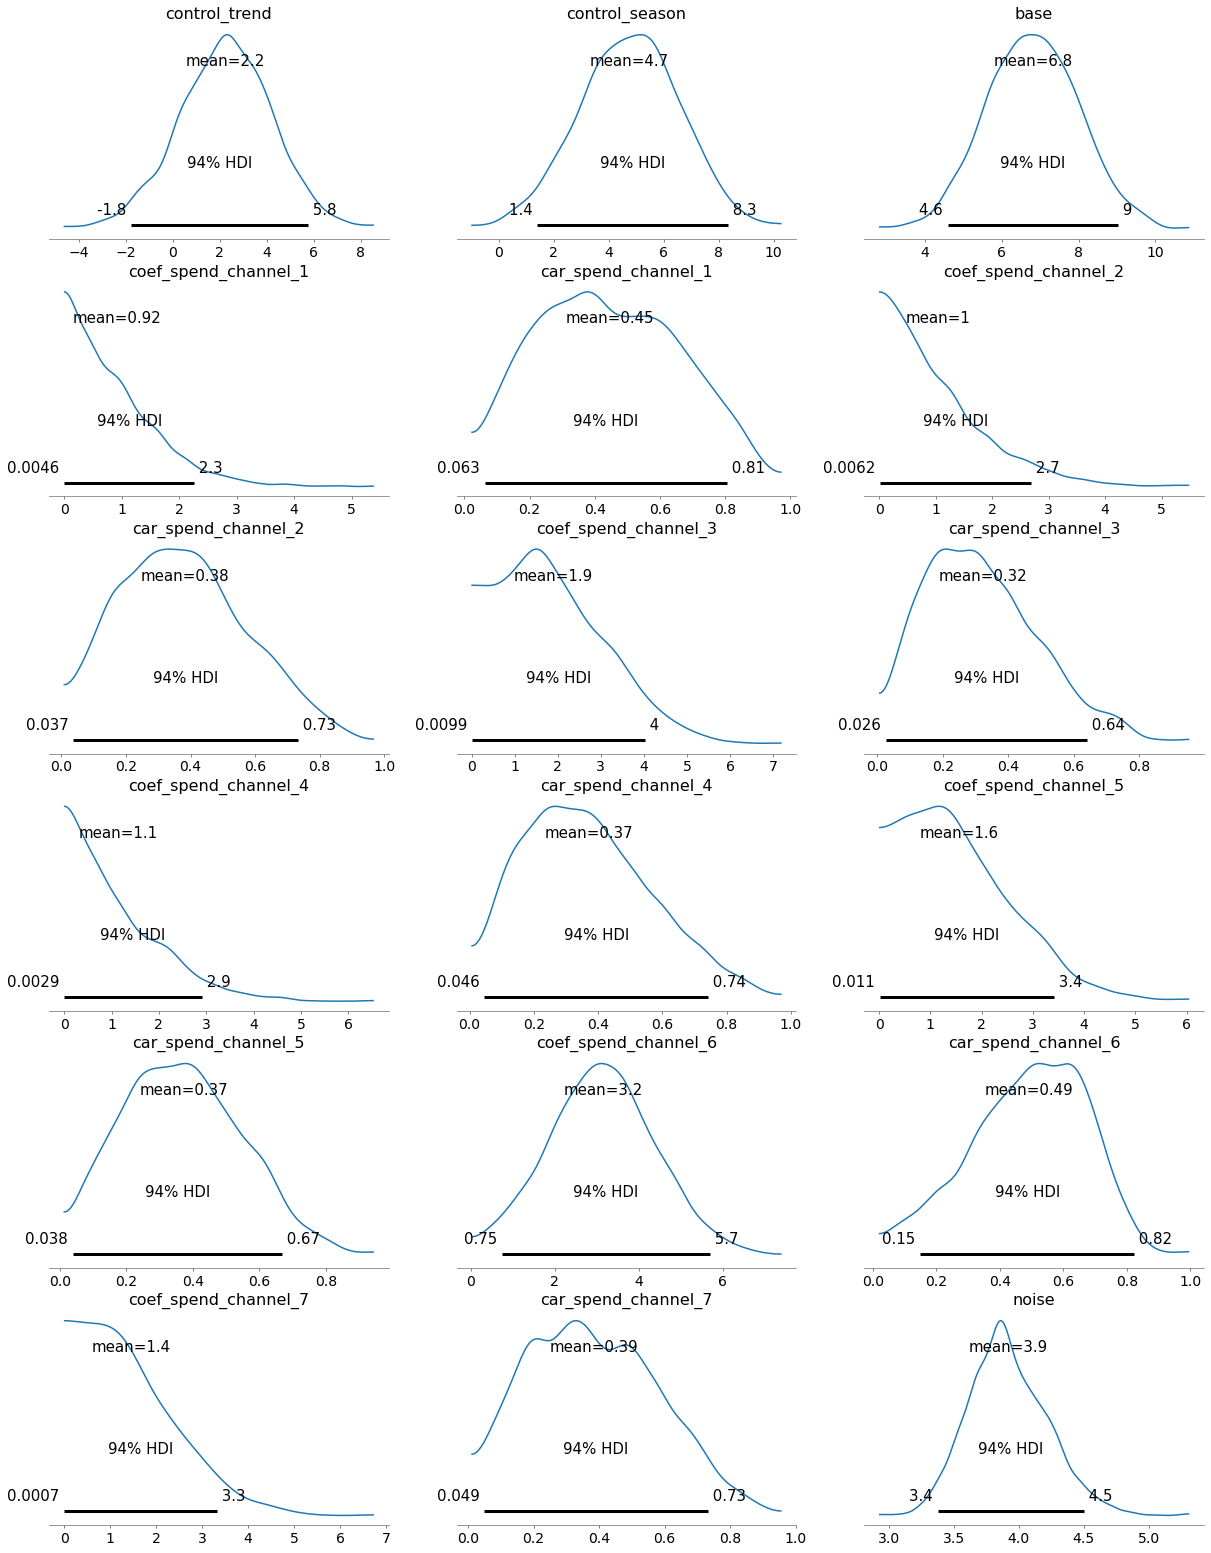 control_trend
control_season
base
mean=2.2
mean=4.7
mean=6.8
94% HDI
94% HDI
94% HDI
-1.8 5.8
1.4 8.3
4.6 9
−4 −2 0 2 4 6 8
0 2 4 6 8 10
4 6 8 10
coef_spend_channel_1
car_spend_channel_1
coef_spend_channel_2
mean=0.92
mean=0.45
mean=1
94% HDI
94% HDI
94% HDI
0.0046 2.3
0.063 0.81
0.0062 2.7
0 1 2 3 4 5
0.0 0.2 0.4 0.6 0.8 1.0
0 1 2 3 4 5
car_spend_channel_2
coef_spend_channel_3
car_spend_channel_3
mean=0.38
mean=1.9
mean=0.32
94% HDI
94% HDI
94% HDI
0.037 0.73
0.0099 4
0.026 0.64
0.0 0.2 0.4 0.6 0.8 1.0
0 1 2 3 4 5 6 7
0.0 0.2 0.4 0.6 0.8
coef_spend_channel_4
car_spend_channel_4
coef_spend_channel_5
mean=1.1
mean=0.37
mean=1.6
94% HDI
94% HDI
94% HDI
0.0029 2.9
0.046 0.74
0.011 3.4
0 1 2 3 4 5 6
0.0 0.2 0.4 0.6 0.8 1.0
0 1 2 3 4 5 6
car_spend_channel_5
coef_spend_channel_6
car_spend_channel_6
mean=0.37
mean=3.2
mean=0.49
94% HDI
94% HDI
94% HDI
0.038 0.67
0.75 5.7
0.15 0.82
0.0 0.2 0.4 0.6 0.8
0 2 4 6
0.0 0.2 0.4 0.6 0.8 1.0
coef_spend_channel_7
car_spend_channel_7
noise
mean=1.4
mean=0.39
mean=3.9
94% HDI
94% HDI
94% HDI
0.0007 3.3
0.049 0.73
3.4 4.5
0 1 2 3 4 5 6 7
0.0 0.2 0.4 0.6 0.8 1.0
3.0 3.5 4.0 4.5 5.0